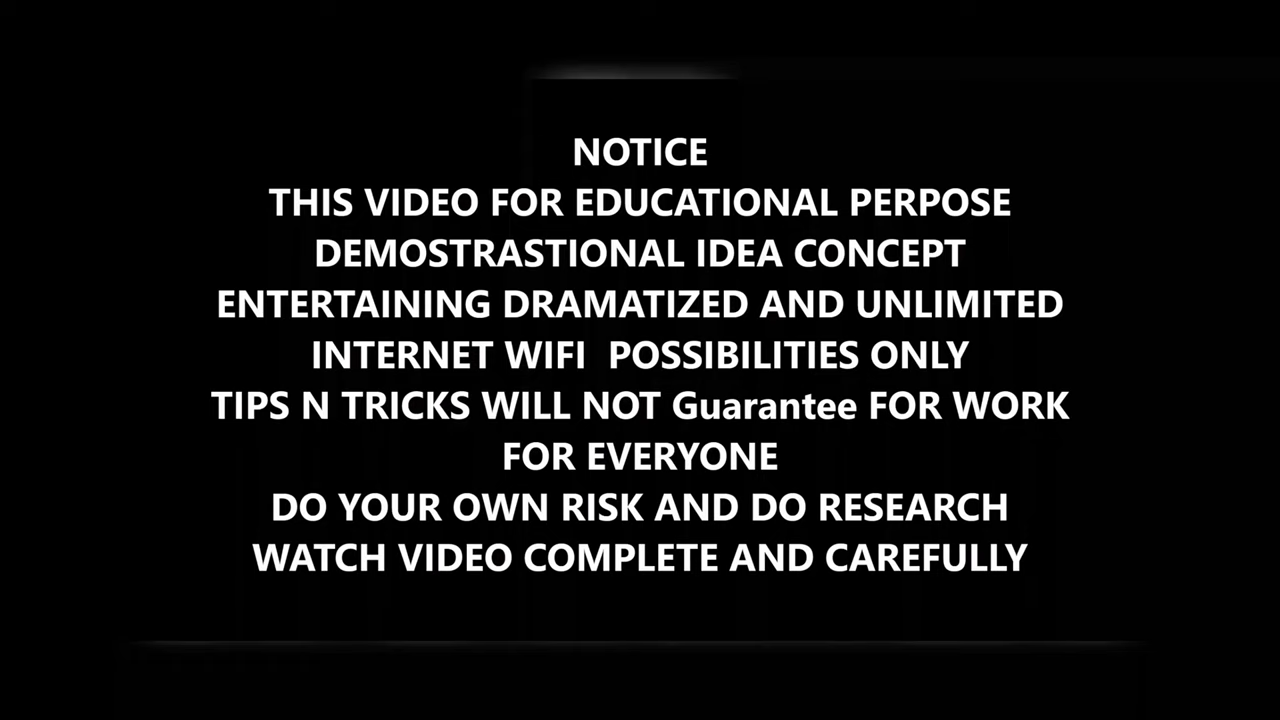 NOTICE
THIS VIDEO FOR EDUCATIONAL PERPOSE
DEMOSTRASTIONAL IDEA CONCEPT
ENTERTAINING DRAMATIZED AND UNLIMITED
INTERNET WIFI  POSSIBILITIES ONLY
TIPS N TRICKS WILL NOT Guarantee FOR WORK
FOR EVERYONE
DO YOUR OWN RISK AND DO RESEARCH
WATCH VIDEO COMPLETE AND CAREFULLY